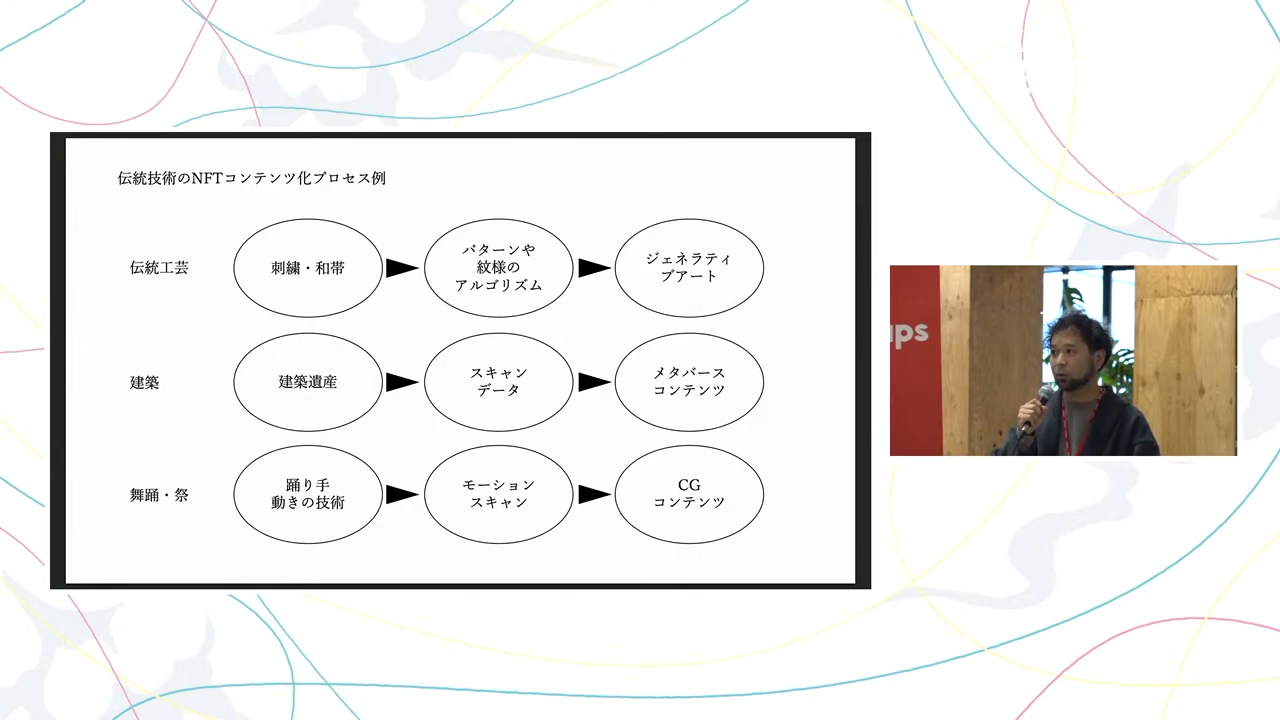 伝統技術のNFTコンテンツ化プロセス例
伝統工芸
刺繍・和帯
パターンや
紋様の
アルゴリズム
ジェネラティ
ブアート
建築
建築遺産
スキャン
データ
メタバース
コンテンツ
舞踊・祭
踊り手
動きの技術
モーション
スキャン
CG
コンテンツ